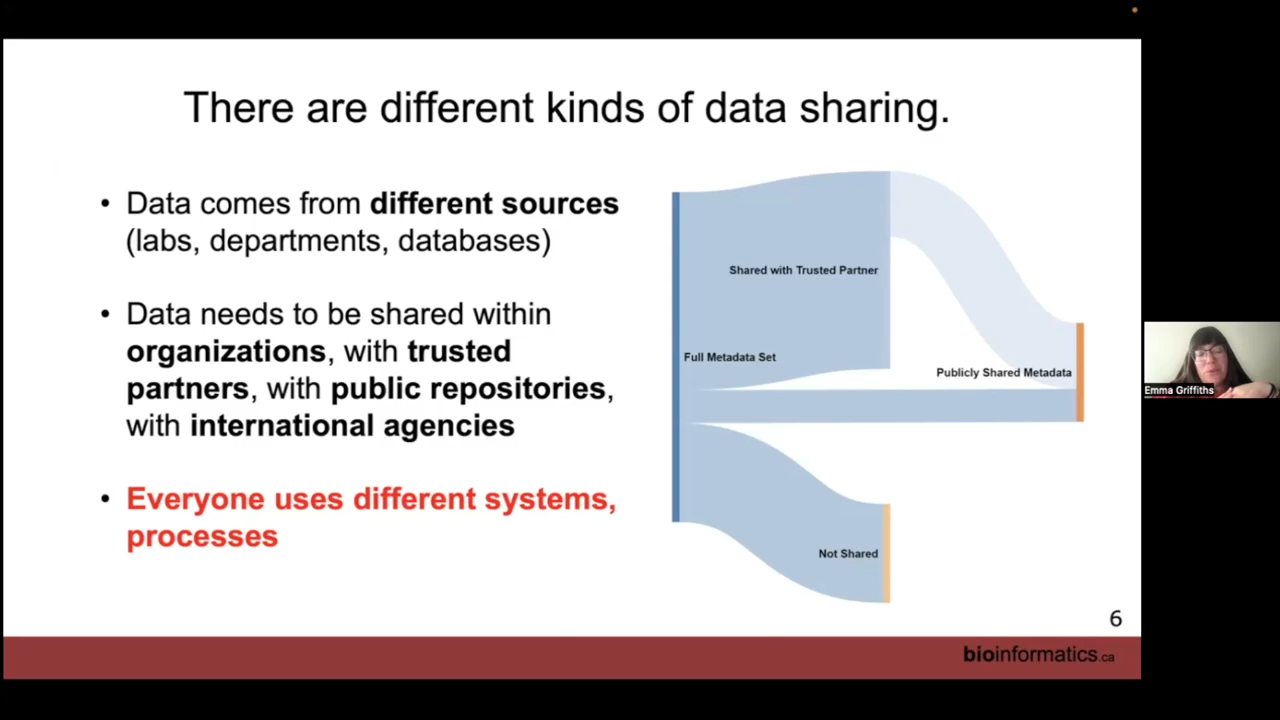 There are different kinds of data sharing.
• Data comes from different sources
(labs, departments, databases)
• Data needs to be shared within
organizations, with trusted
partners, with public repositories,
with international agencies
• Everyone uses different systems,
processes
Shared with Trusted Partner
Full Metadata Set
Publicly Shared Metadata
Not Shared
6
bioinformatics.ca
Emma Griffiths